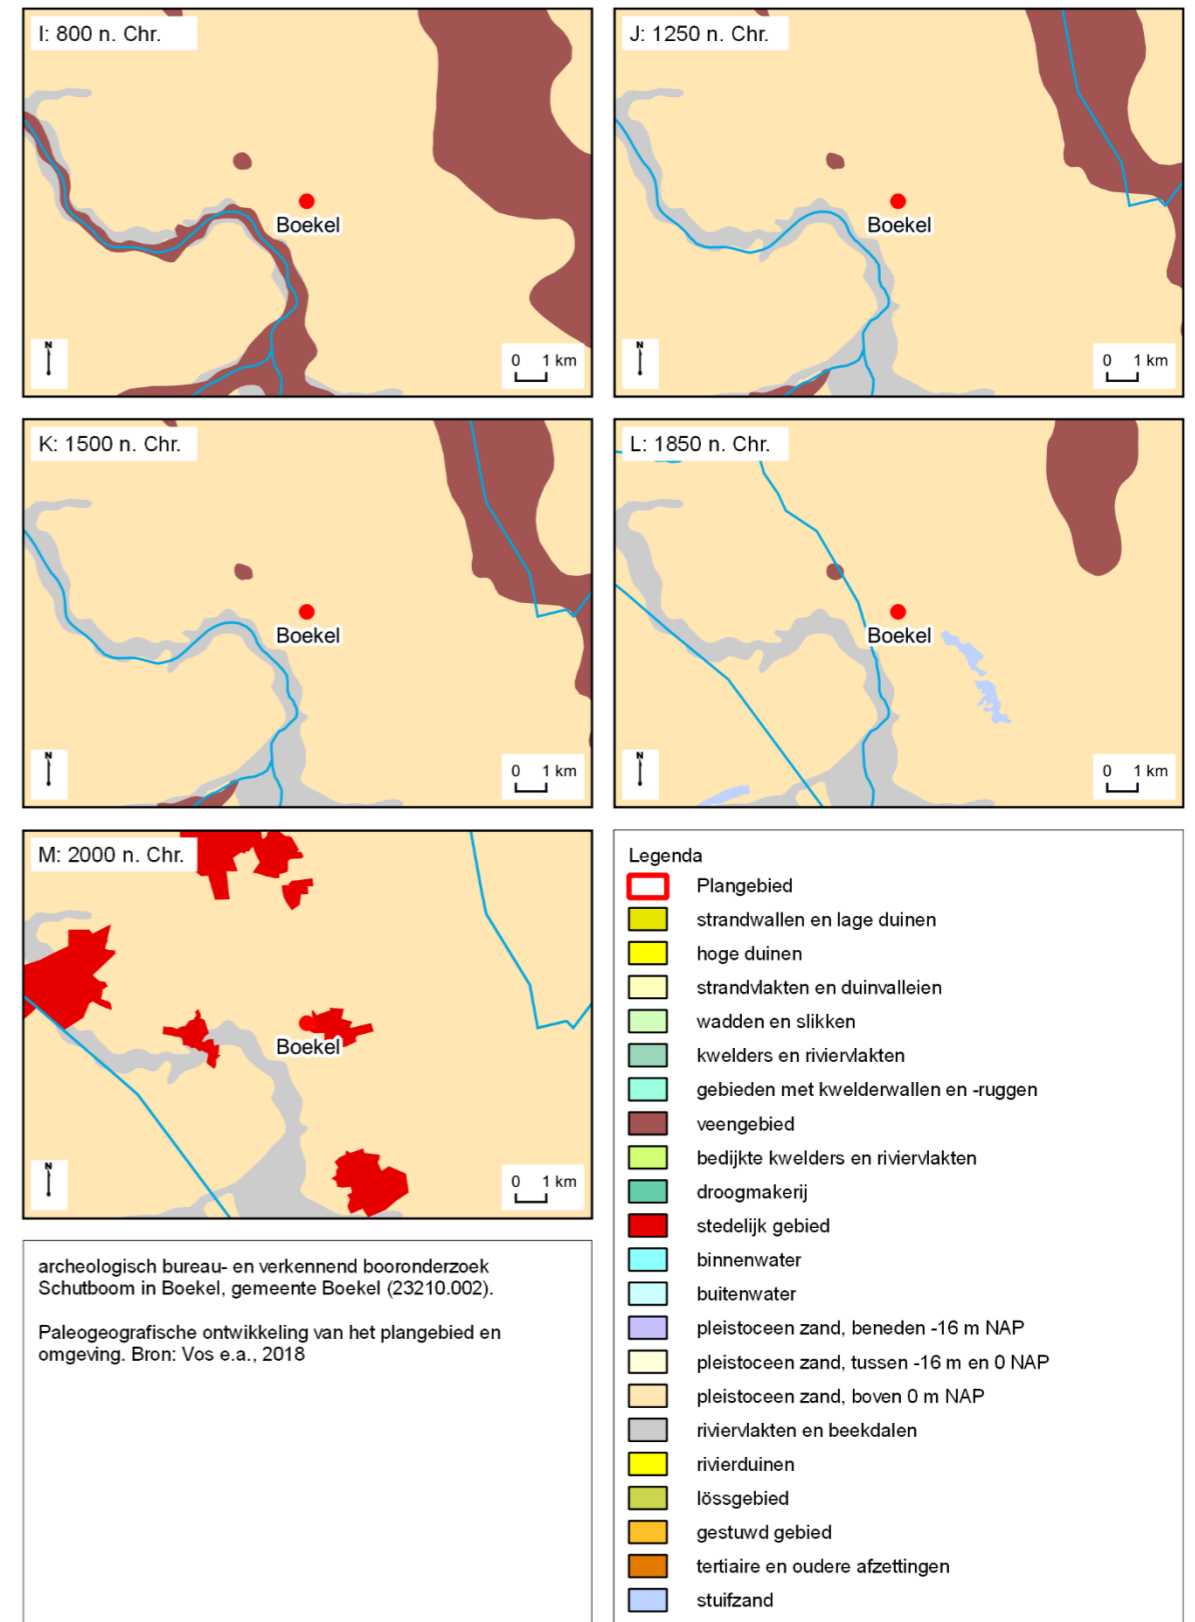 I: 800 n. Chr.
Boekel
N
0 1 km
J: 1250 n. Chr.
Boekel
N
0 1 km
K: 1500 n. Chr.
Boekel
N
0 1 km
L: 1850 n. Chr.
Boekel
N
0 1 km
M: 2000 n. Chr.
Boekel
N
0 1 km
archeologisch bureau- en verkennend booronderzoek
Schutboom in Boekel, gemeente Boekel (23210.002).
Paleogeografische ontwikkeling van het plangebied en
omgeving. Bron: Vos e.a., 2018
Legenda
Plangebied
strandwallen en lage duinen
hoge duinen
strandvlakten en duinvalleien
wadden en slikken
kwelders en riviervlakten
gebieden met kwelderwallen en -ruggen
veengebied
bedijkte kwelders en riviervlakten
droogmakerij
stedelijk gebied
binnenwater
buitenwater
pleistoceen zand, beneden -16 m NAP
pleistoceen zand, tussen -16 m en 0 NAP
pleistoceen zand, boven 0 m NAP
riviervlakten en beekdalen
rivierduinen
lössgebied
gestuwd gebied
tertiaire en oudere afzettingen
stuifzand